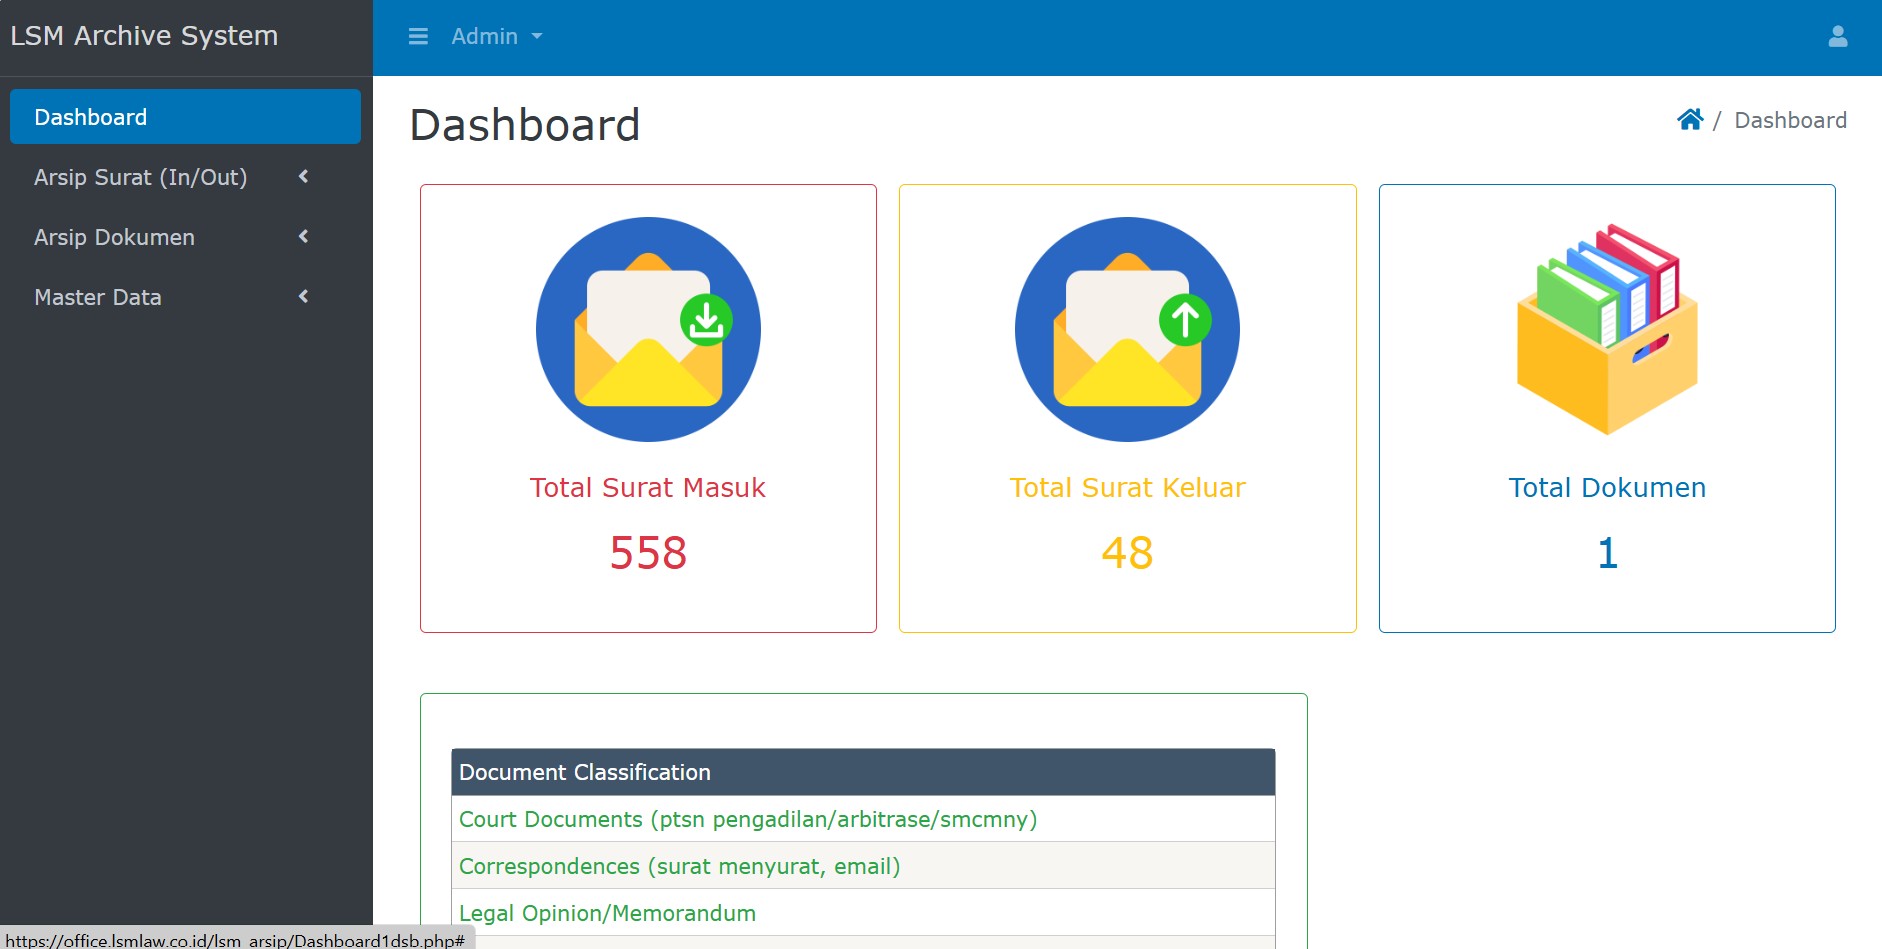 LSM Archive System
Admin
Dashboard
Arsip Surat (In/Out)
Arsip Dokumen
Master Data
Dashboard
/ Dashboard
Total Surat Masuk
558
Total Surat Keluar
48
Total Dokumen
1
Document Classification
Court Documents (ptsn pengadilan/arbitrase/smcmny)
Correspondences (surat menyurat, email)
Legal Opinion/Memorandum
https://office.lsmlaw.co.id/lsm_arsip/Dashboard1dsb.php#